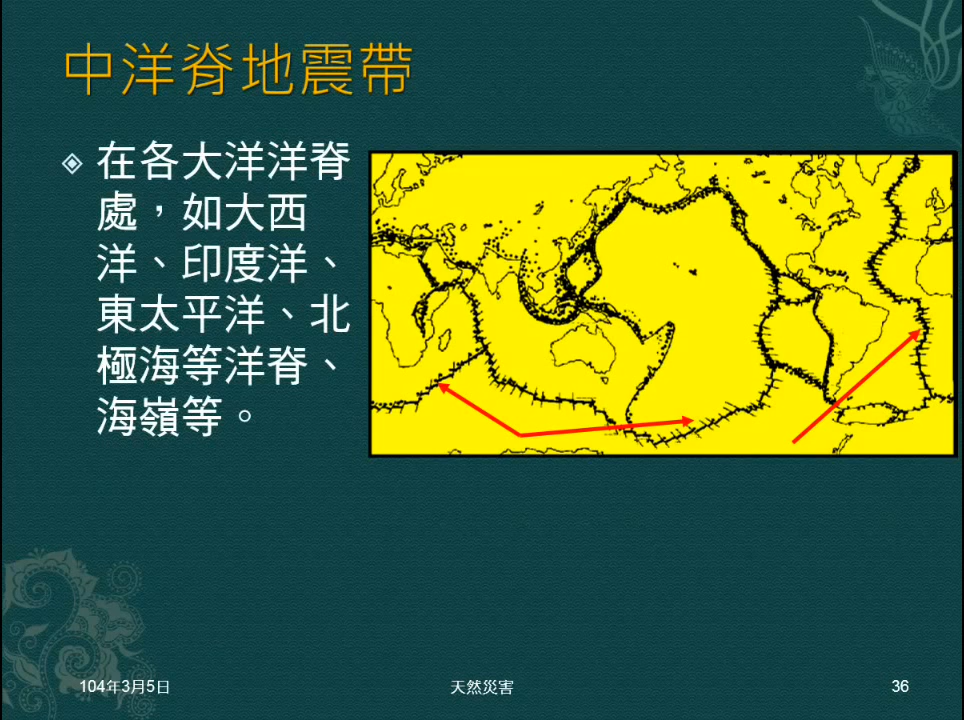 中洋脊地震帶
在各大洋洋脊
處，如大西
洋、印度洋、
東太平洋、北
極海等洋脊、
海嶺等。
104年3月5日
天然災害
36